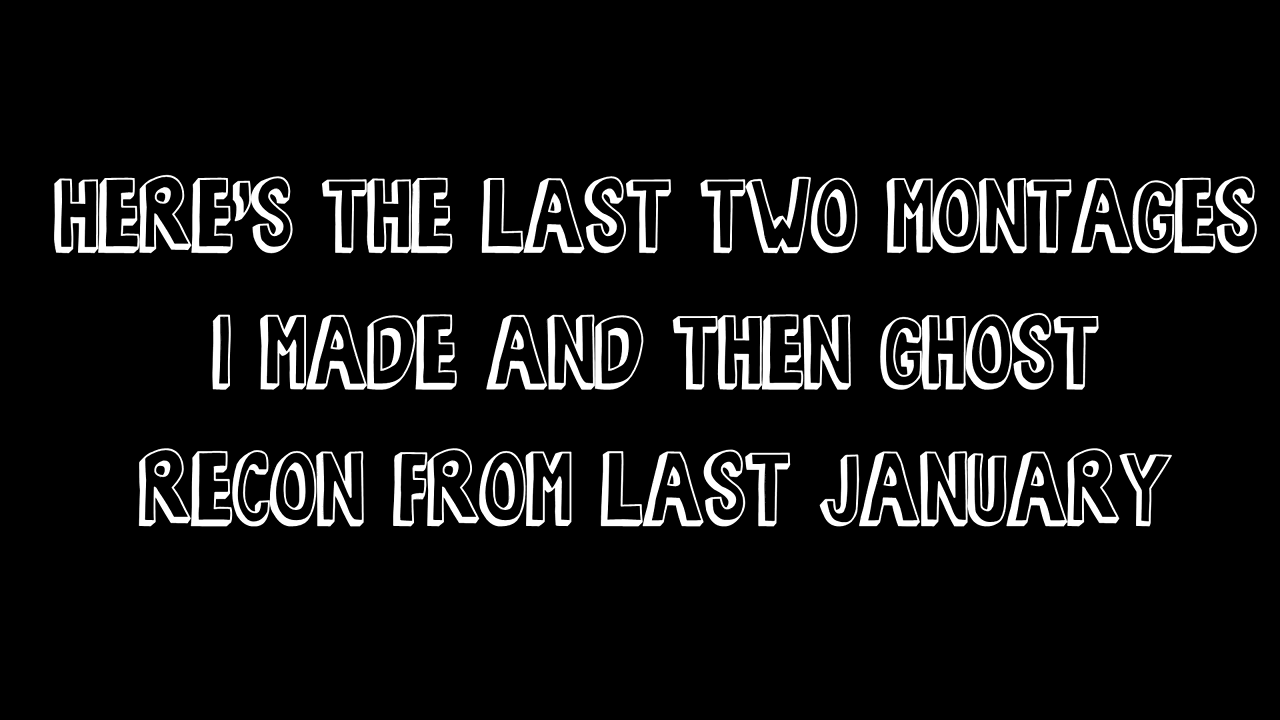 HERE'S THE LAST TWO MONTAGES
I MADE AND THEN GHOST
RECON FROM LAST JANUARY